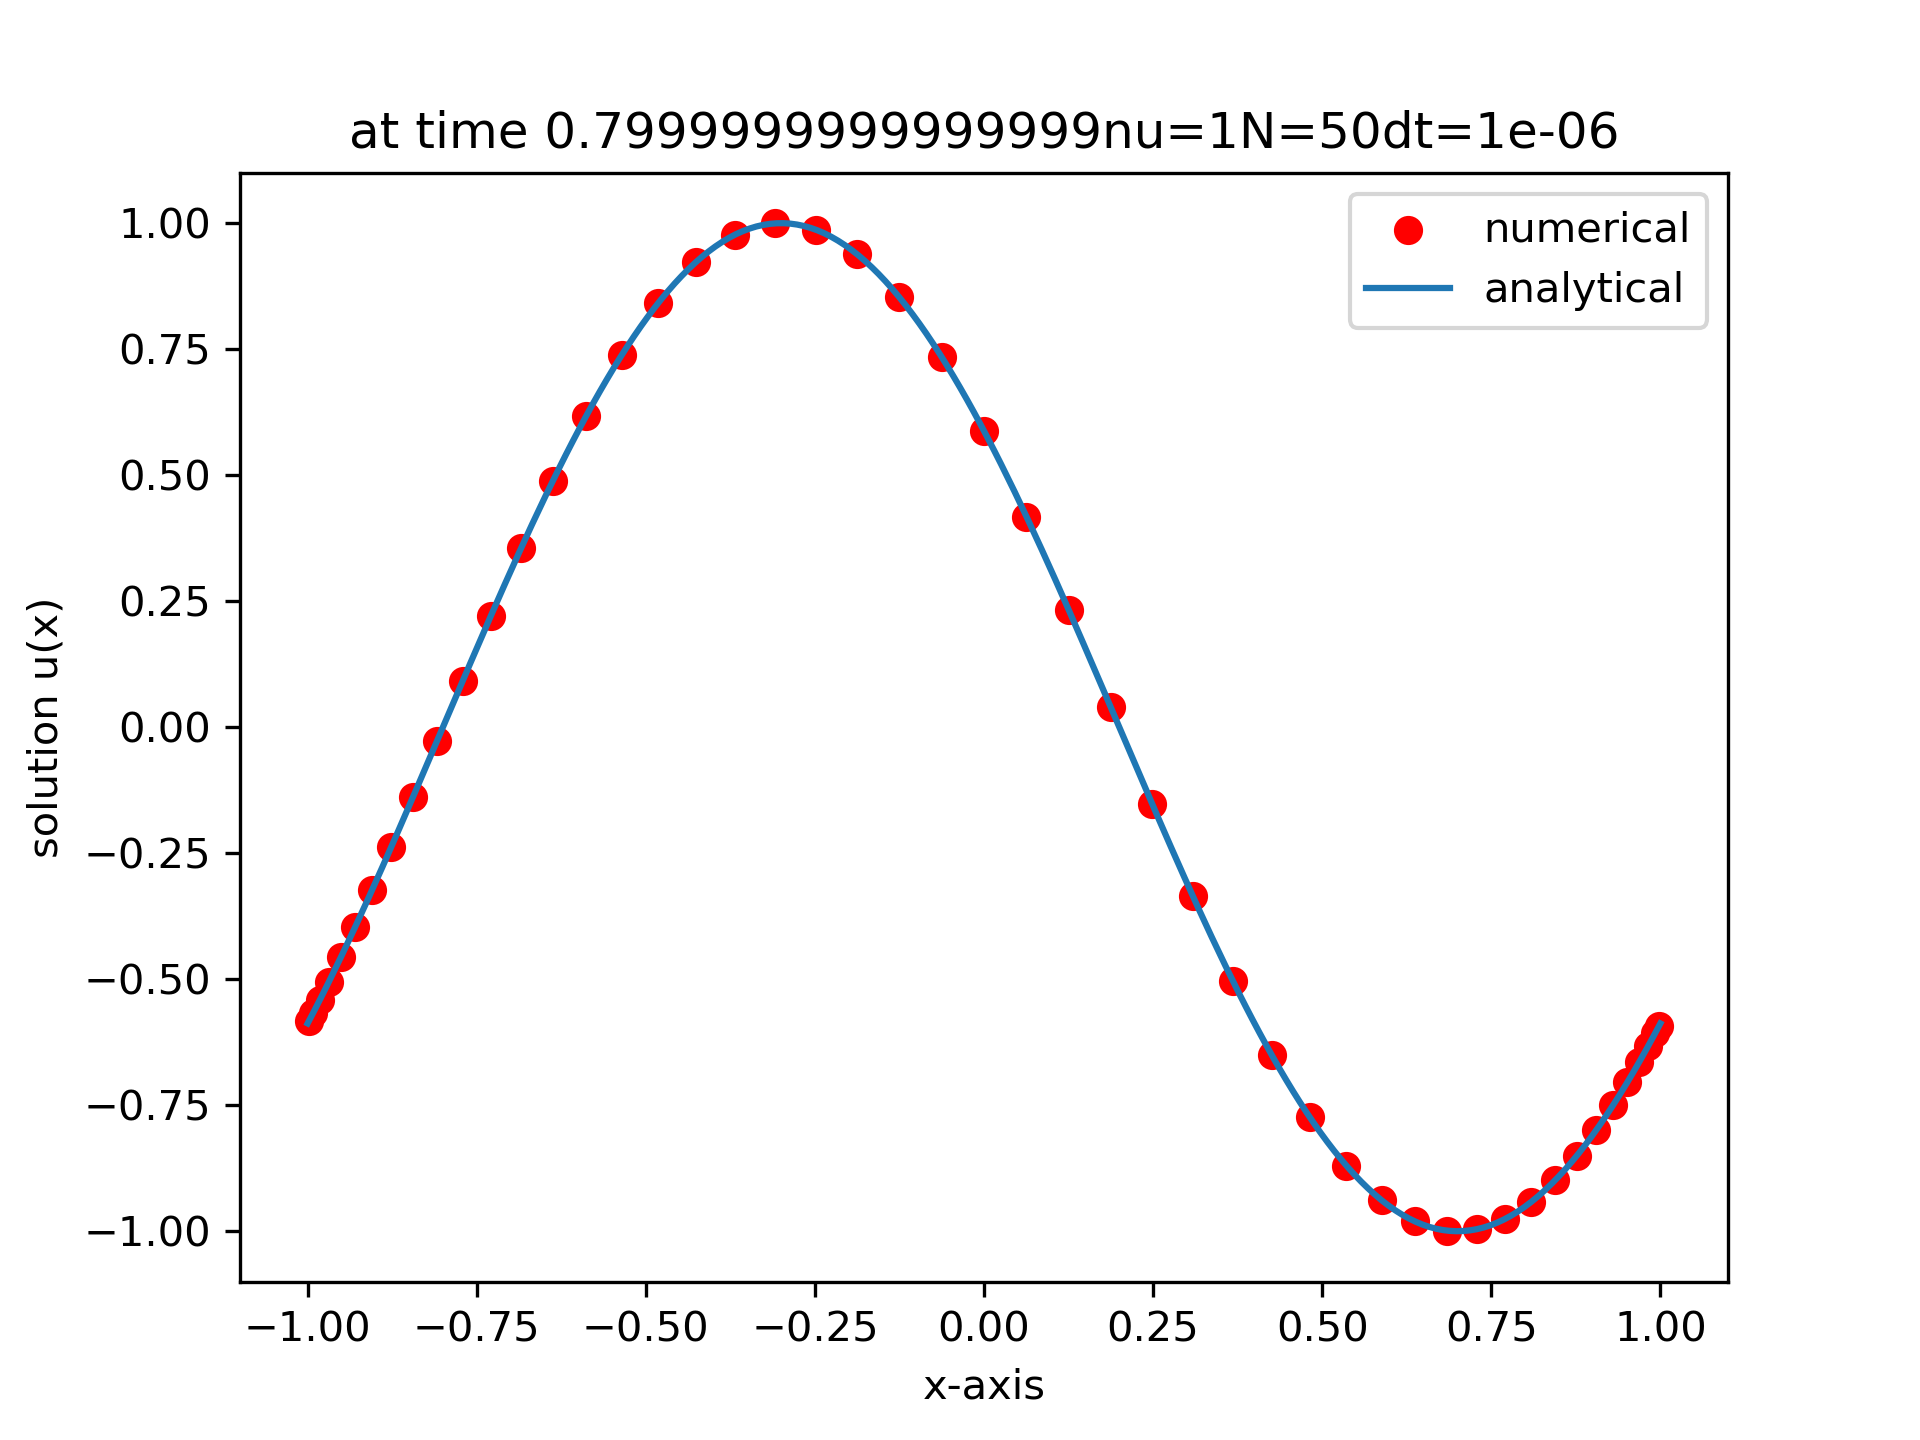 at time 0.7999999999999999nu=1N=50dt=1e-06
numerical
analytical
1.00
0.75
0.50
0.25
0.00
−0.25
−0.50
−0.75
−1.00
solution u(x)
−1.00 −0.75 −0.50 −0.25 0.00 0.25 0.50 0.75 1.00
x-axis